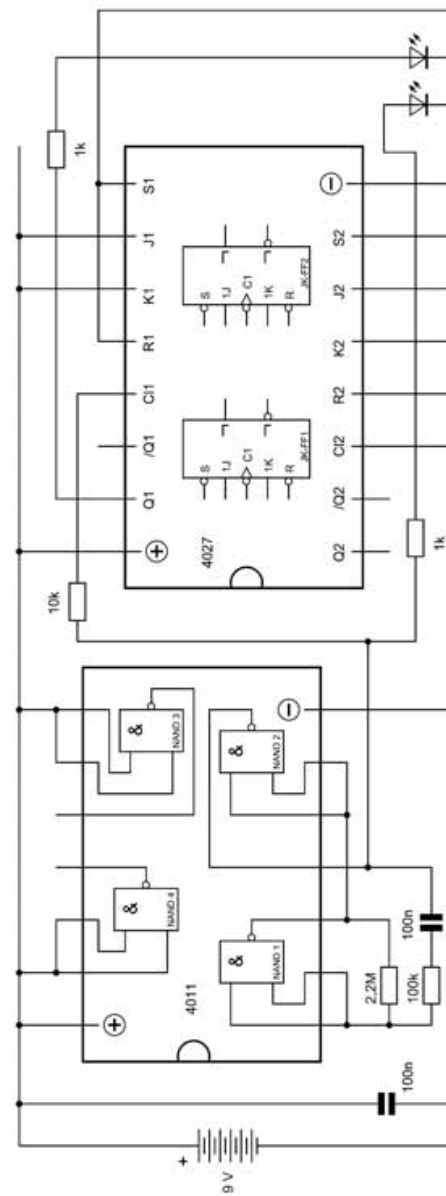 10k
1k
+ Q1 /Q1 Cl1 R1 K1 J1 S1
4027
S
1J
C1
1K
R
JK-FF1
S
1J
C1
1K
R
JK-FF2
Q2 /Q2 Cl2 R2 K2 J2 S2 −
1k
+
4011
&
NAND 4
&
NAND 3
&
NAND 1
&
NAND 2
−
+
9 V
100n
2.2M
100k
100n